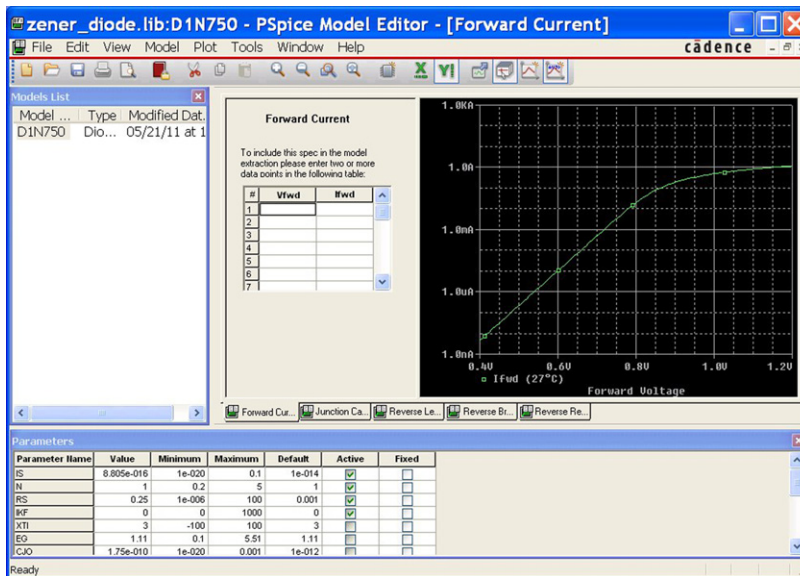 zener_diode.lib:D1N750 - PSpice Model Editor - [Forward Current]
File Edit View Model Plot Tools Window Help cādence
Models List
Model ... Type Modified Dat.
D1N750 Dio... 05/21/11 at 1
Forward Current
To include this spec in the model
extraction please enter two or more
data points in the following table:
# Vfwd Ifwd
1
2
3
4
5
6
7
1.0KA
1.0A
1.0mA
1.0uA
1.0nA
0.4V 0.6V 0.8V 1.0V 1.2V
Ifwd (27°C)
Forward Voltage
Forward Cur... Junction Ca... Reverse Le... Reverse Br... Reverse Re...
Parameters
Parameter Name Value Minimum Maximum Default Active Fixed
IS 8.805e-016 1e-020 0.1 1e-014
N 1 0.2 5 1
RS 0.25 1e-006 100 0.001
IKF 0 0 1000 0
XTI 3 -100 100 3
EG 1.11 0.1 5.51 1.11
CJO 1.75e-010 1e-020 0.001 1e-012
Ready